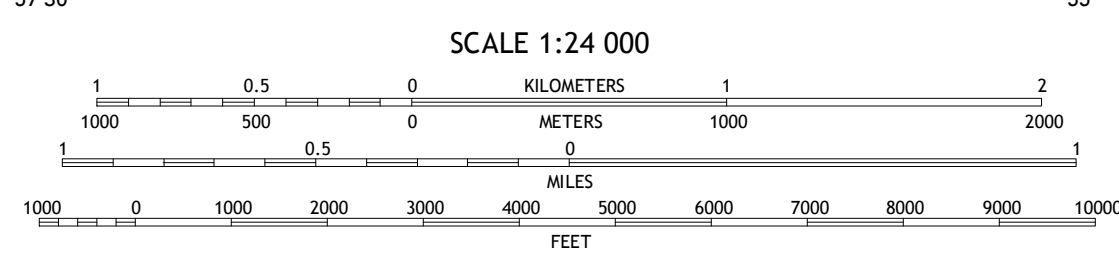 SCALE 1:24 000
1 0.5 0 KILOMETERS 1 2
1000 500 0 METERS 1000 2000
1 0.5 0 1
MILES
1000 0 1000 2000 3000 4000 5000 6000 7000 8000 9000 10000
FEET